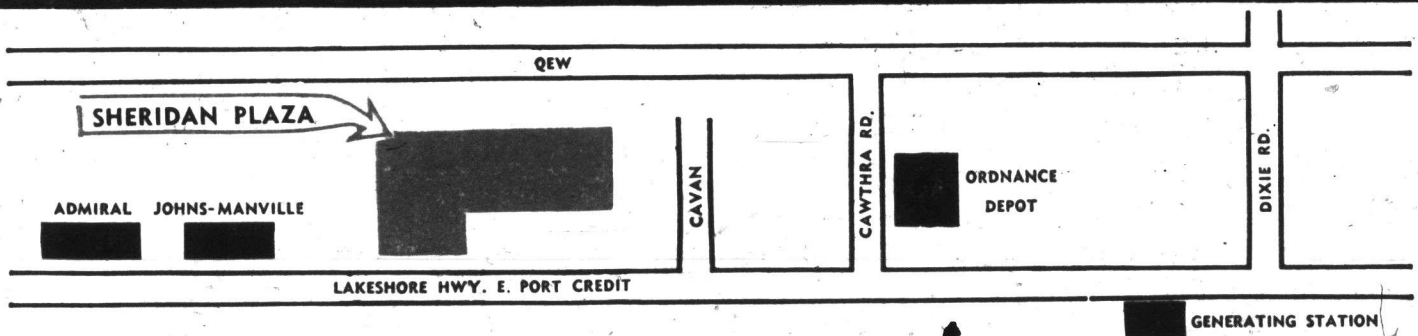 QEW
SHERIDAN PLAZA
ADMIRAL
JOHNS-MANVILLE
CAVAN
CAWTHRA RD.
ORDNANCE
DEPOT
DIXIE RD.
LAKESHORE HWY. E. PORT CREDIT
GENERATING STATION